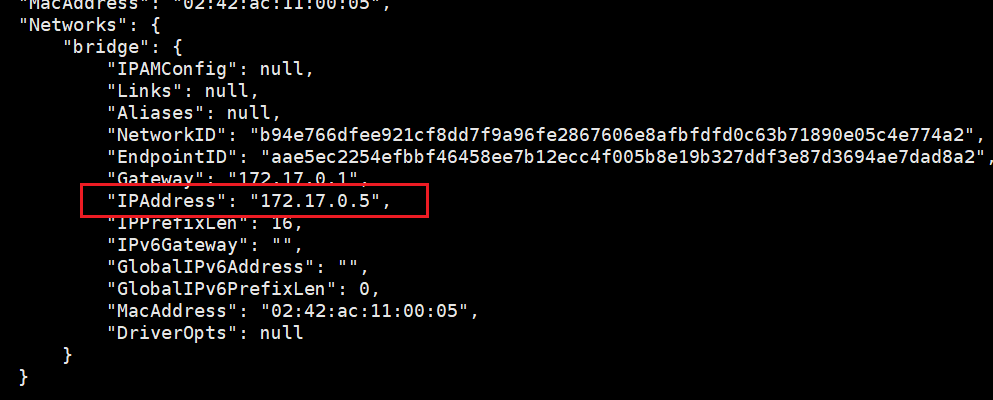 "MacAddress": "02:42:ac:11:00:05",
"Networks": {
"bridge": {
"IPAMConfig": null,
"Links": null,
"Aliases": null,
"NetworkID": "b94e766dfee921cf8dd7f9a96fe2867606e8afbfdfd0c63b71890e05c4e774a2",
"EndpointID": "aae5ec2254efbbf46458ee7b12ecc4f005b8e19b327ddf3e87d3694ae7dad8a2",
"Gateway": "172.17.0.1",
"IPAddress": "172.17.0.5",
"IPPrefixLen": 16,
"IPv6Gateway": "",
"GlobalIPv6Address": "",
"GlobalIPv6PrefixLen": 0,
"MacAddress": "02:42:ac:11:00:05",
"DriverOpts": null
}
}